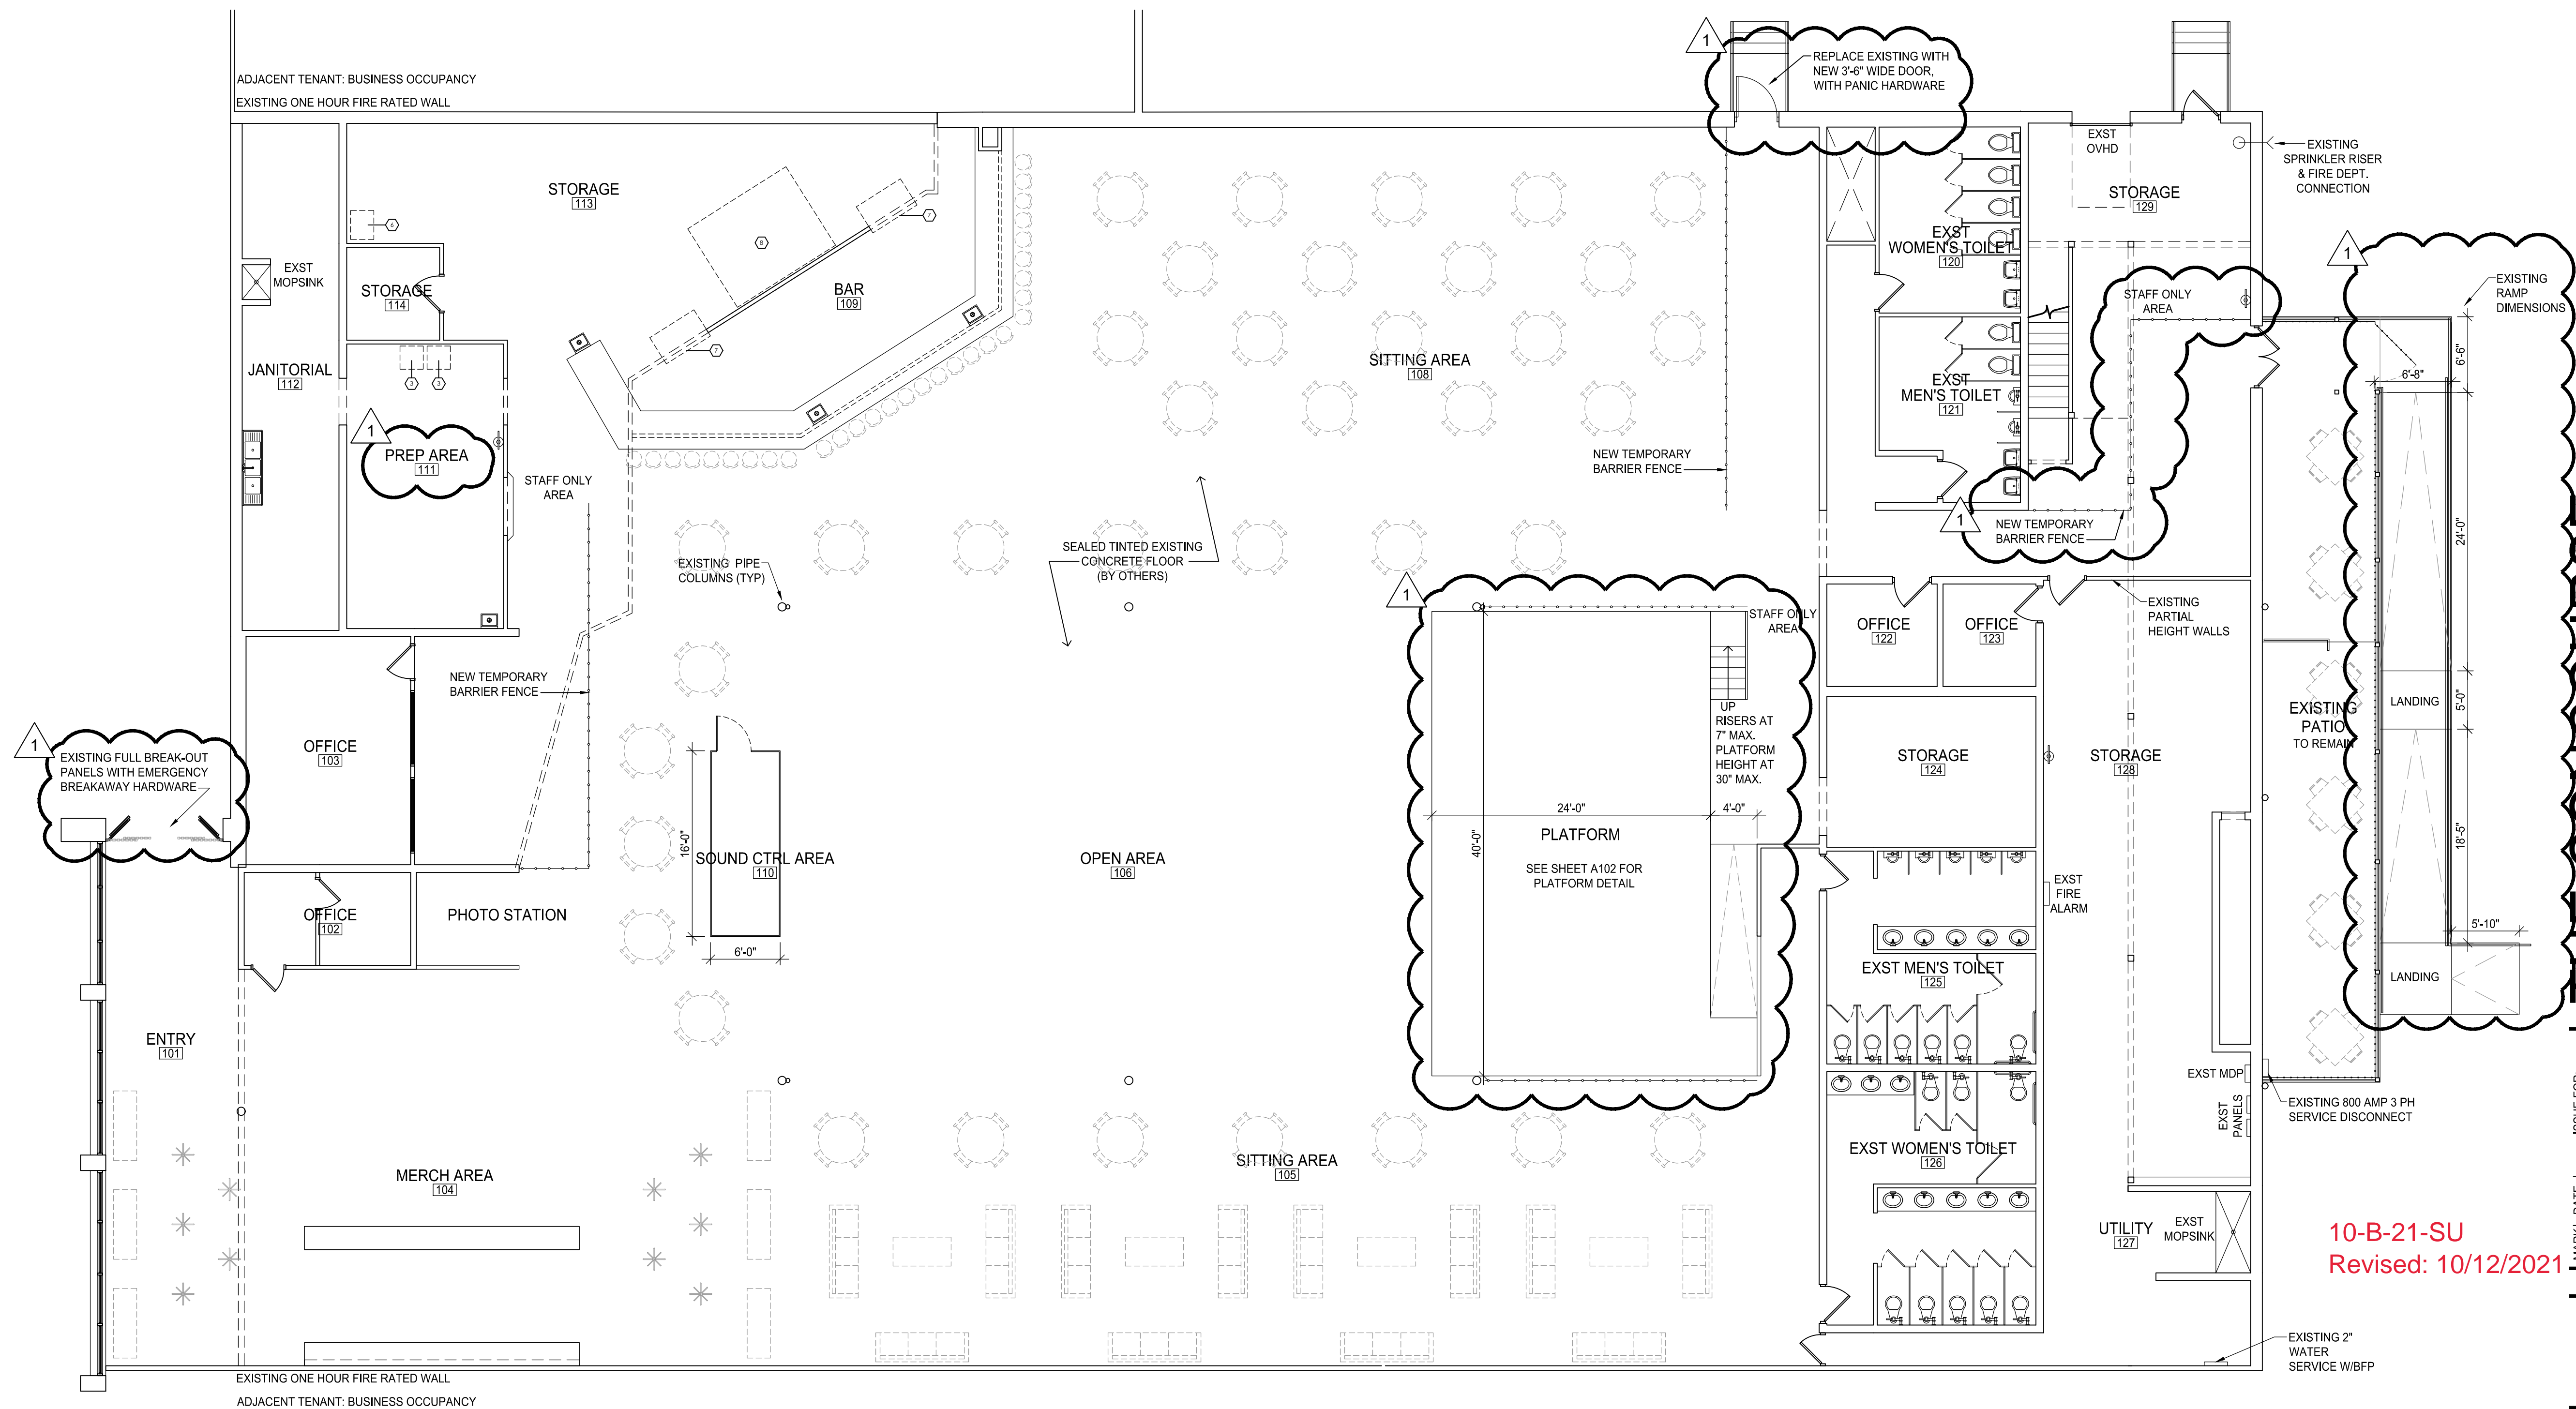 ADJACENT TENANT: BUSINESS OCCUPANCY
EXISTING ONE HOUR FIRE RATED WALL
1
REPLACE EXISTING WITH
NEW 3'-6" WIDE DOOR,
WITH PANIC HARDWARE
EXST
OVHD
EXISTING
SPRINKLER RISER
& FIRE DEPT.
CONNECTION
STORAGE
113
STORAGE
129
6
7
8
EXST
WOMEN'S TOILET
120
EXST
MOPSINK
STORAGE
114
BAR
109
STAFF ONLY
AREA
1
EXISTING
RAMP
DIMENSIONS
7
JANITORIAL
112
3
3
SITTING AREA
108
EXST
MEN'S TOILET
121
6'-6"
6'-8"
1
PREP AREA
111
STAFF ONLY
AREA
NEW TEMPORARY
BARRIER FENCE
1
NEW TEMPORARY
BARRIER FENCE
24'-0"
EXISTING PIPE
COLUMNS (TYP)
SEALED TINTED EXISTING
CONCRETE FLOOR
(BY OTHERS)
1
STAFF ONLY
AREA
OFFICE
122
OFFICE
123
EXISTING
PARTIAL
HEIGHT WALLS
NEW TEMPORARY
BARRIER FENCE
UP
RISERS AT
7" MAX.
PLATFORM
HEIGHT AT
30" MAX.
EXISTING
PATIO
TO REMAIN
LANDING
5'-0"
1
EXISTING FULL BREAK-OUT
PANELS WITH EMERGENCY
BREAKAWAY HARDWARE
OFFICE
103
STORAGE
124
STORAGE
128
24'-0"
4'-0"
40'-0"
PLATFORM
SEE SHEET A102 FOR
PLATFORM DETAIL
16'-0"
SOUND CTRL AREA
110
6'-0"
OPEN AREA
106
18'-5"
EXST
FIRE
ALARM
OFFICE
102
PHOTO STATION
5'-10"
LANDING
EXST MEN'S TOILET
125
ENTRY
101
EXST MDP
EXST
PANELS
EXISTING 800 AMP 3 PH
SERVICE DISCONNECT
MERCH AREA
104
SITTING AREA
105
EXST WOMEN'S TOILET
126
UTILITY
127
EXST
MOPSINK
10-B-21-SU
Revised: 10/12/2021
EXISTING 2"
WATER
SERVICE W/BFP
EXISTING ONE HOUR FIRE RATED WALL
ADJACENT TENANT: BUSINESS OCCUPANCY